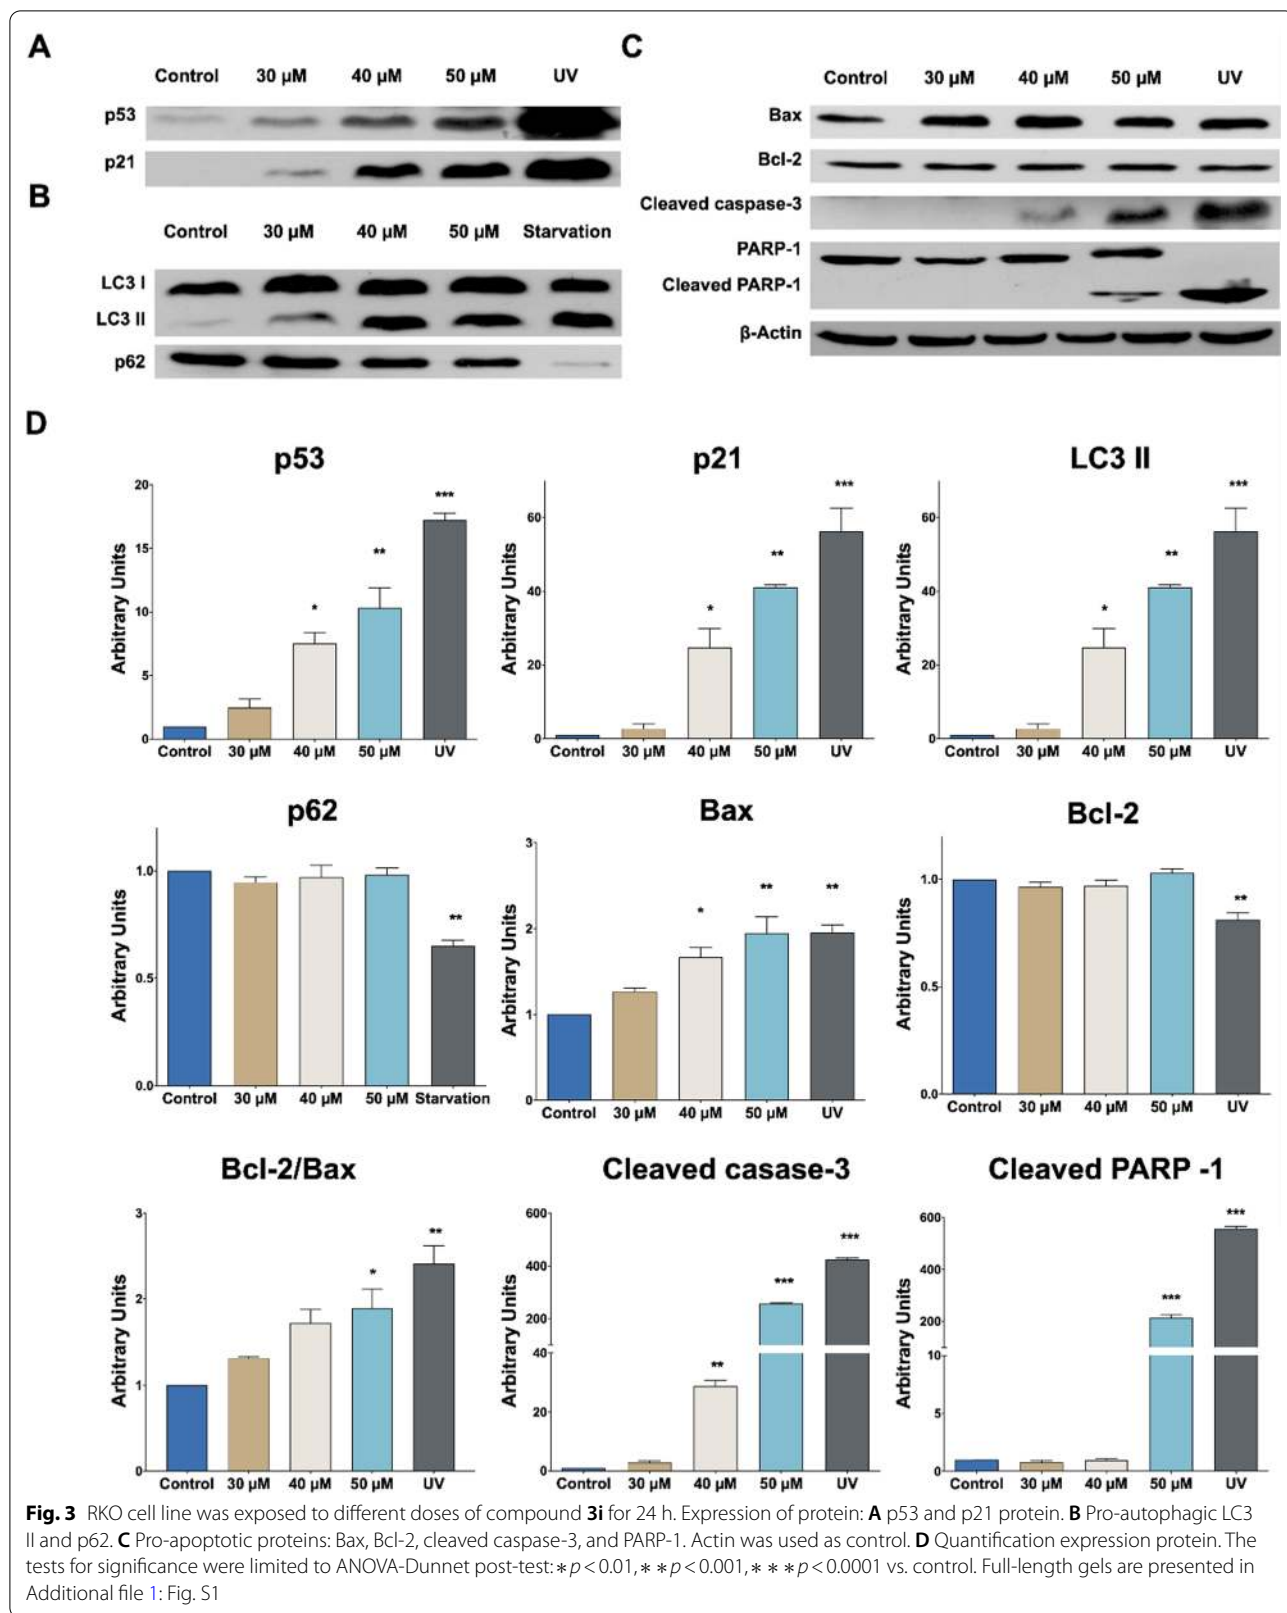 A
Control 30 μM 40 μM 50 μM UV
p53
p21
B
Control 30 μM 40 μM 50 μM Starvation
LC3 I
LC3 II
p62
C
Control 30 μM 40 μM 50 μM UV
Bax
Bcl-2
Cleaved caspase-3
PARP-1
Cleaved PARP-1
β-Actin
D
p53
Arbitrary Units
20
15
10
5
0
*
**
***
Control 30 μM 40 μM 50 μM UV
p21
Arbitrary Units
60
40
20
0
*
**
***
Control 30 μM 40 μM 50 μM UV
LC3 II
Arbitrary Units
60
40
20
0
*
**
***
Control 30 μM 40 μM 50 μM UV
p62
Arbitrary Units
1.0
0.5
0.0
**
Control 30 μM 40 μM 50 μM Starvation
Bax
Arbitrary Units
3
2
1
0
*
**
**
Control 30 μM 40 μM 50 μM UV
Bcl-2
Arbitrary Units
1.0
0.5
0.0
**
Control 30 μM 40 μM 50 μM UV
Bcl-2/Bax
Arbitrary Units
3
2
1
0
*
**
Control 30 μM 40 μM 50 μM UV
Cleaved casase-3
Arbitrary Units
600
400
200
40
20
0
**
***
***
Control 30 μM 40 μM 50 μM UV
Cleaved PARP -1
Arbitrary Units
600
400
200
10
5
0
***
***
Control 30 μM 40 μM 50 μM UV
Fig. 3 RKO cell line was exposed to different doses of compound 3i for 24 h. Expression of protein: A p53 and p21 protein. B Pro-autophagic LC3
II and p62. C Pro-apoptotic proteins: Bax, Bcl-2, cleaved caspase-3, and PARP-1. Actin was used as control. D Quantification expression protein. The
tests for significance were limited to ANOVA-Dunnet post-test: *p < 0.01, **p < 0.001, ***p < 0.0001 vs. control. Full-length gels are presented in
Additional file 1: Fig. S1